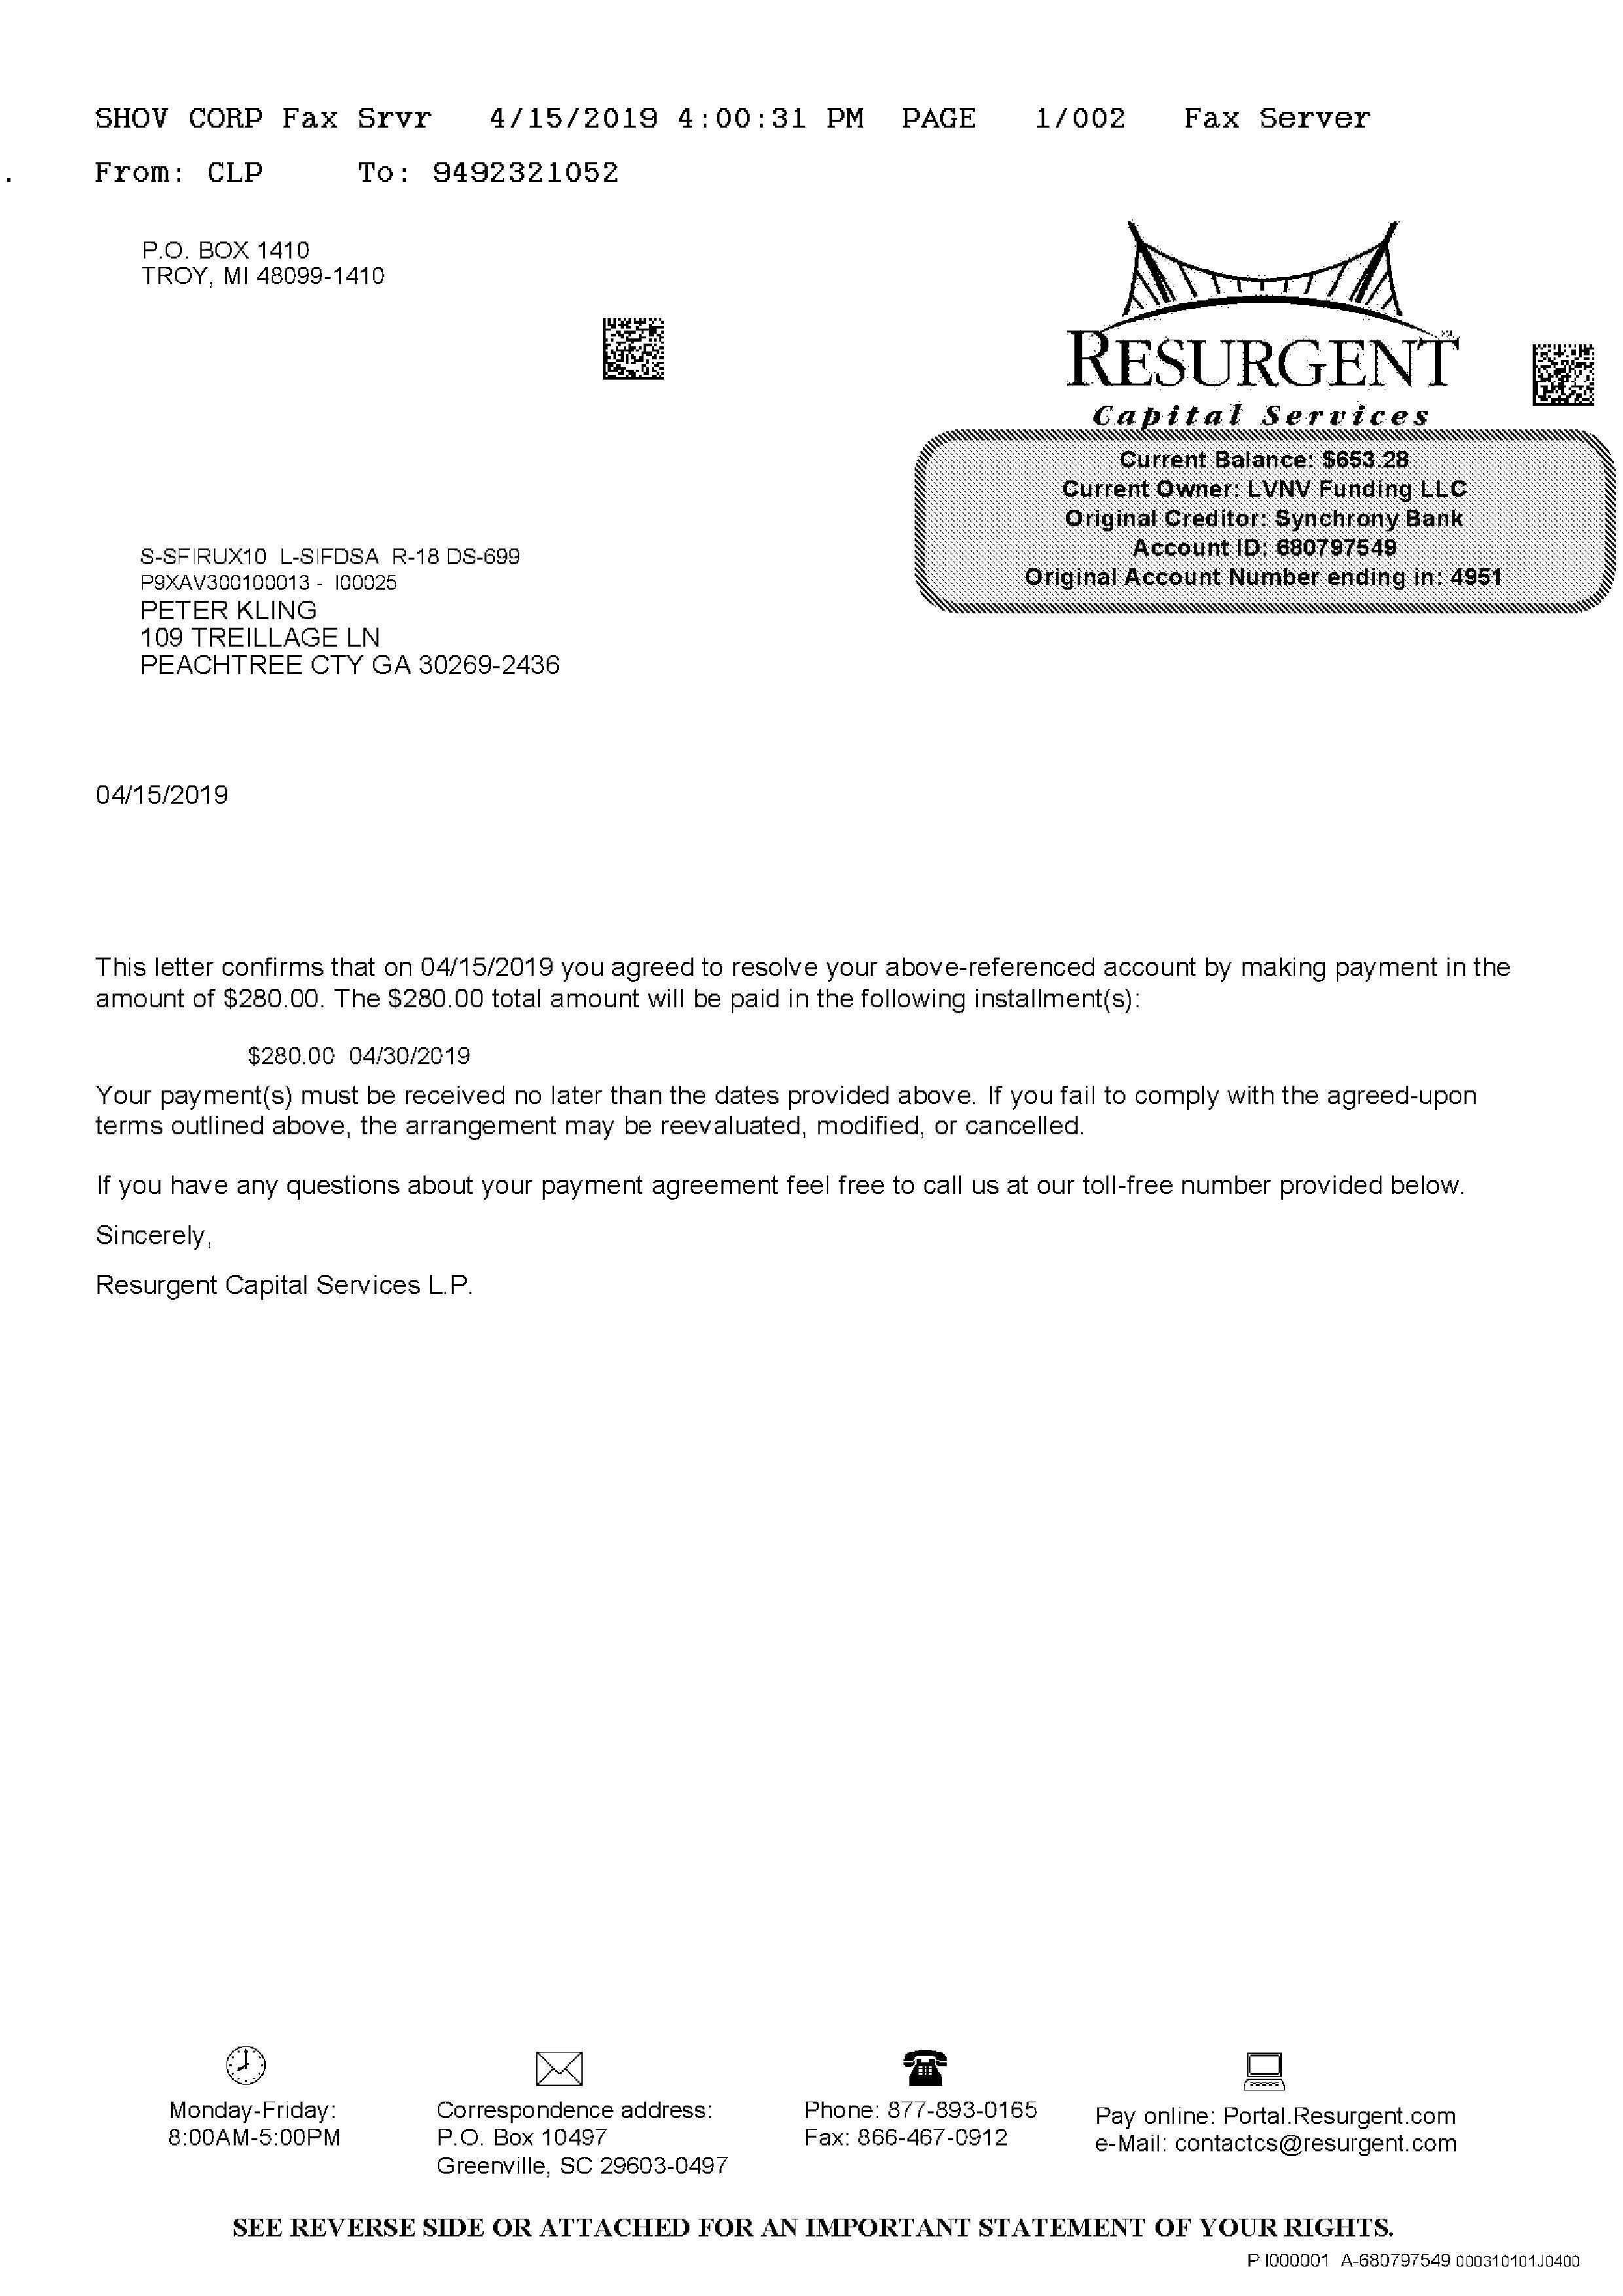 SHOV CORP Fax Srvr 4/15/2019 4:00:31 PM PAGE 1/002 Fax Server
. From: CLP To: 9492321052
P.O. BOX 1410
TROY, MI 48099-1410
RESURGENT
Capital Services
Current Balance: $653.28
Current Owner: LVNV Funding LLC
Original Creditor: Synchrony Bank
Account ID: 680797549
Original Account Number ending in: 4951
S-SFIRUX10 L-SIFDSA R-18 DS-699
P9XAV300100013 - I00025
PETER KLING
109 TREILLAGE LN
PEACHTREE CTY GA 30269-2436
04/15/2019
This letter confirms that on 04/15/2019 you agreed to resolve your above-referenced account by making payment in the
amount of $280.00. The $280.00 total amount will be paid in the following installment(s):
$280.00 04/30/2019
Your payment(s) must be received no later than the dates provided above. If you fail to comply with the agreed-upon
terms outlined above, the arrangement may be reevaluated, modified, or cancelled.
If you have any questions about your payment agreement feel free to call us at our toll-free number provided below.
Sincerely,
Resurgent Capital Services L.P.
Monday-Friday:
8:00AM-5:00PM
Correspondence address:
P.O. Box 10497
Greenville, SC 29603-0497
Phone: 877-893-0165
Fax: 866-467-0912
Pay online: Portal.Resurgent.com
e-Mail: contactcs@resurgent.com
SEE REVERSE SIDE OR ATTACHED FOR AN IMPORTANT STATEMENT OF YOUR RIGHTS.
P I000001 A-680797549 000310101J0400